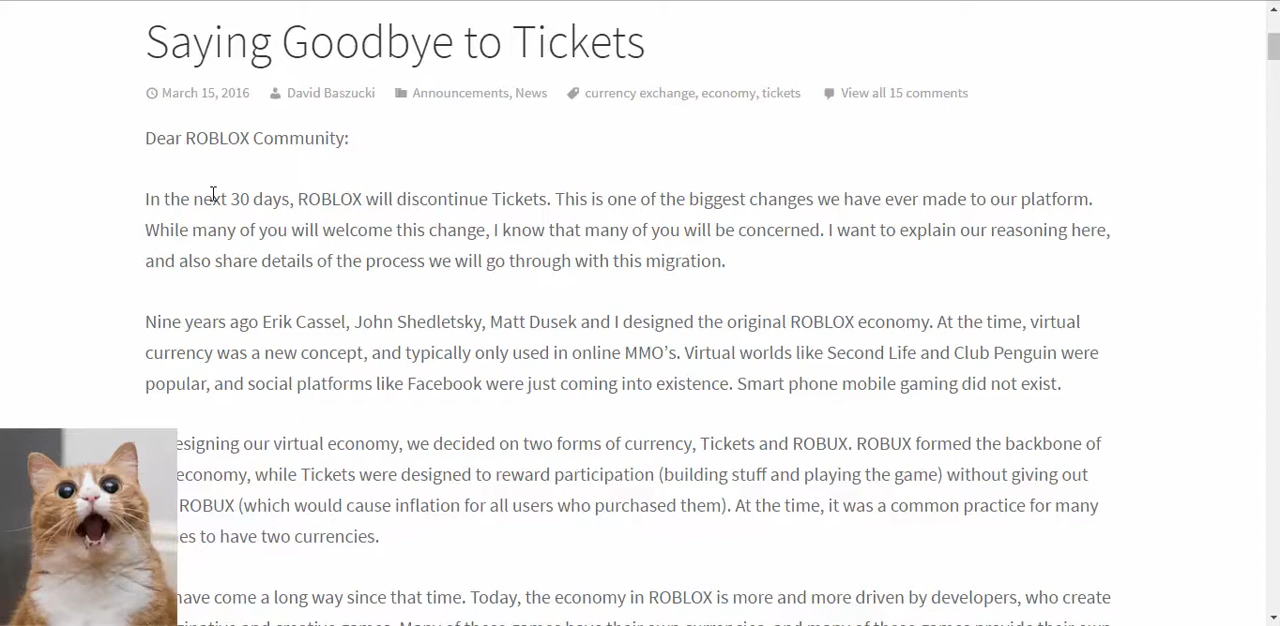 Saying Goodbye to Tickets
March 15, 2016 David Baszucki Announcements, News currency exchange, economy, tickets View all 15 comments
Dear ROBLOX Community:
In the next 30 days, ROBLOX will discontinue Tickets. This is one of the biggest changes we have ever made to our platform.
While many of you will welcome this change, I know that many of you will be concerned. I want to explain our reasoning here,
and also share details of the process we will go through with this migration.
Nine years ago Erik Cassel, John Shedletsky, Matt Dusek and I designed the original ROBLOX economy. At the time, virtual
currency was a new concept, and typically only used in online MMO’s. Virtual worlds like Second Life and Club Penguin were
popular, and social platforms like Facebook were just coming into existence. Smart phone mobile gaming did not exist.
esigning our virtual economy, we decided on two forms of currency, Tickets and ROBUX. ROBUX formed the backbone of
economy, while Tickets were designed to reward participation (building stuff and playing the game) without giving out
ROBUX (which would cause inflation for all users who purchased them). At the time, it was a common practice for many
es to have two currencies.
have come a long way since that time. Today, the economy in ROBLOX is more and more driven by developers, who create